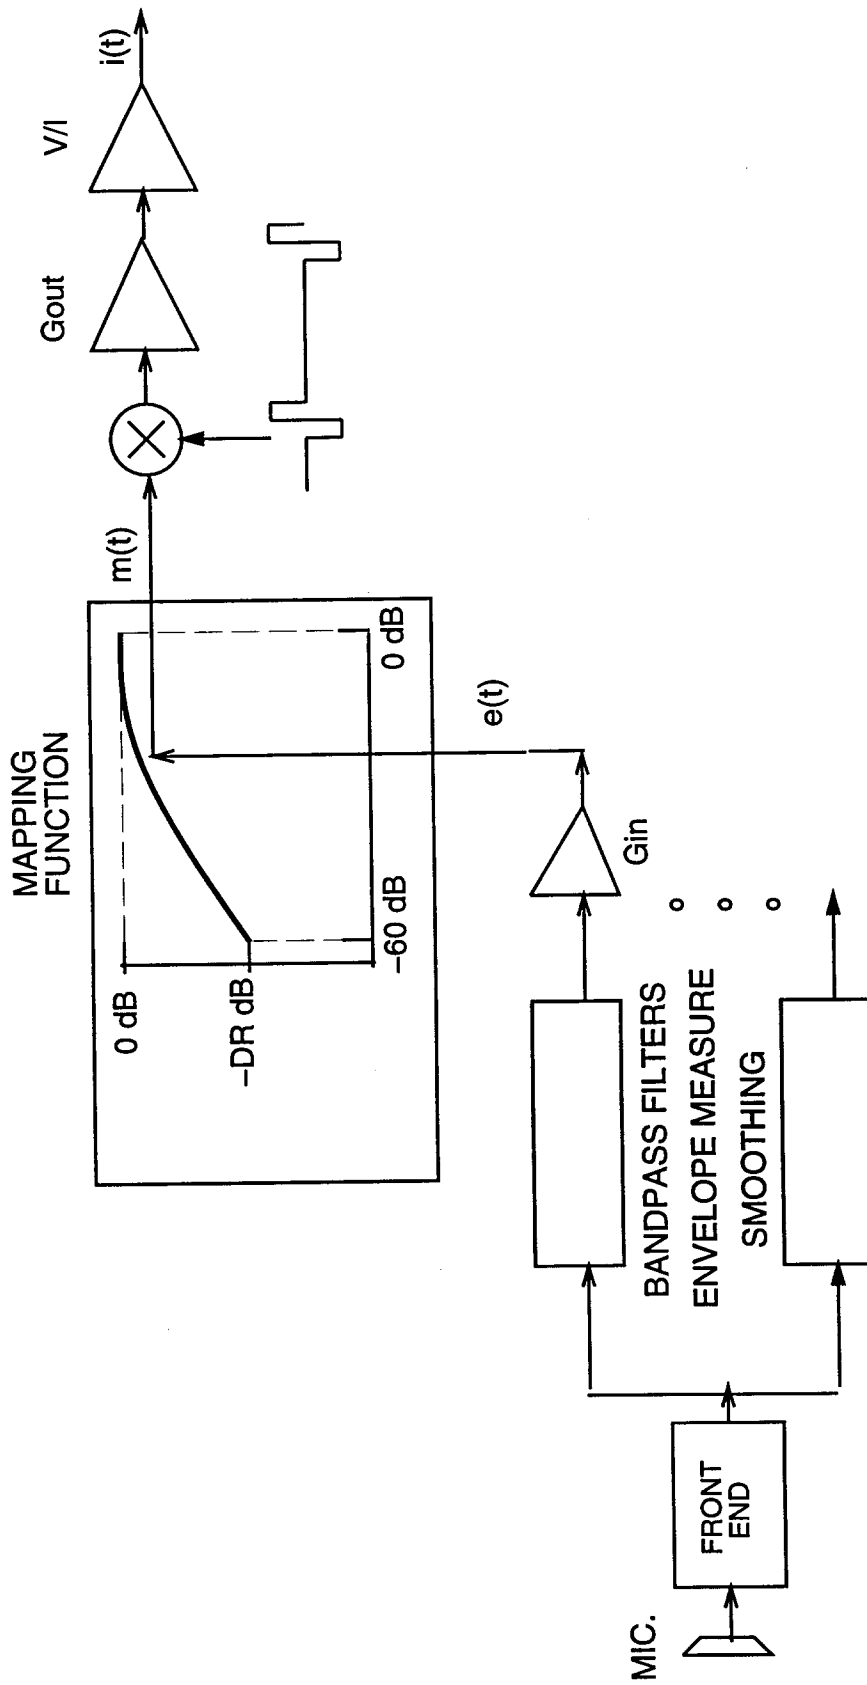 MIC.
FRONT
END
BANDPASS FILTERS
ENVELOPE MEASURE
SMOOTHING
Gin
e(t)
MAPPING
FUNCTION
0 dB
–DR dB
–60 dB
0 dB
m(t)
Gout
V/I
i(t)